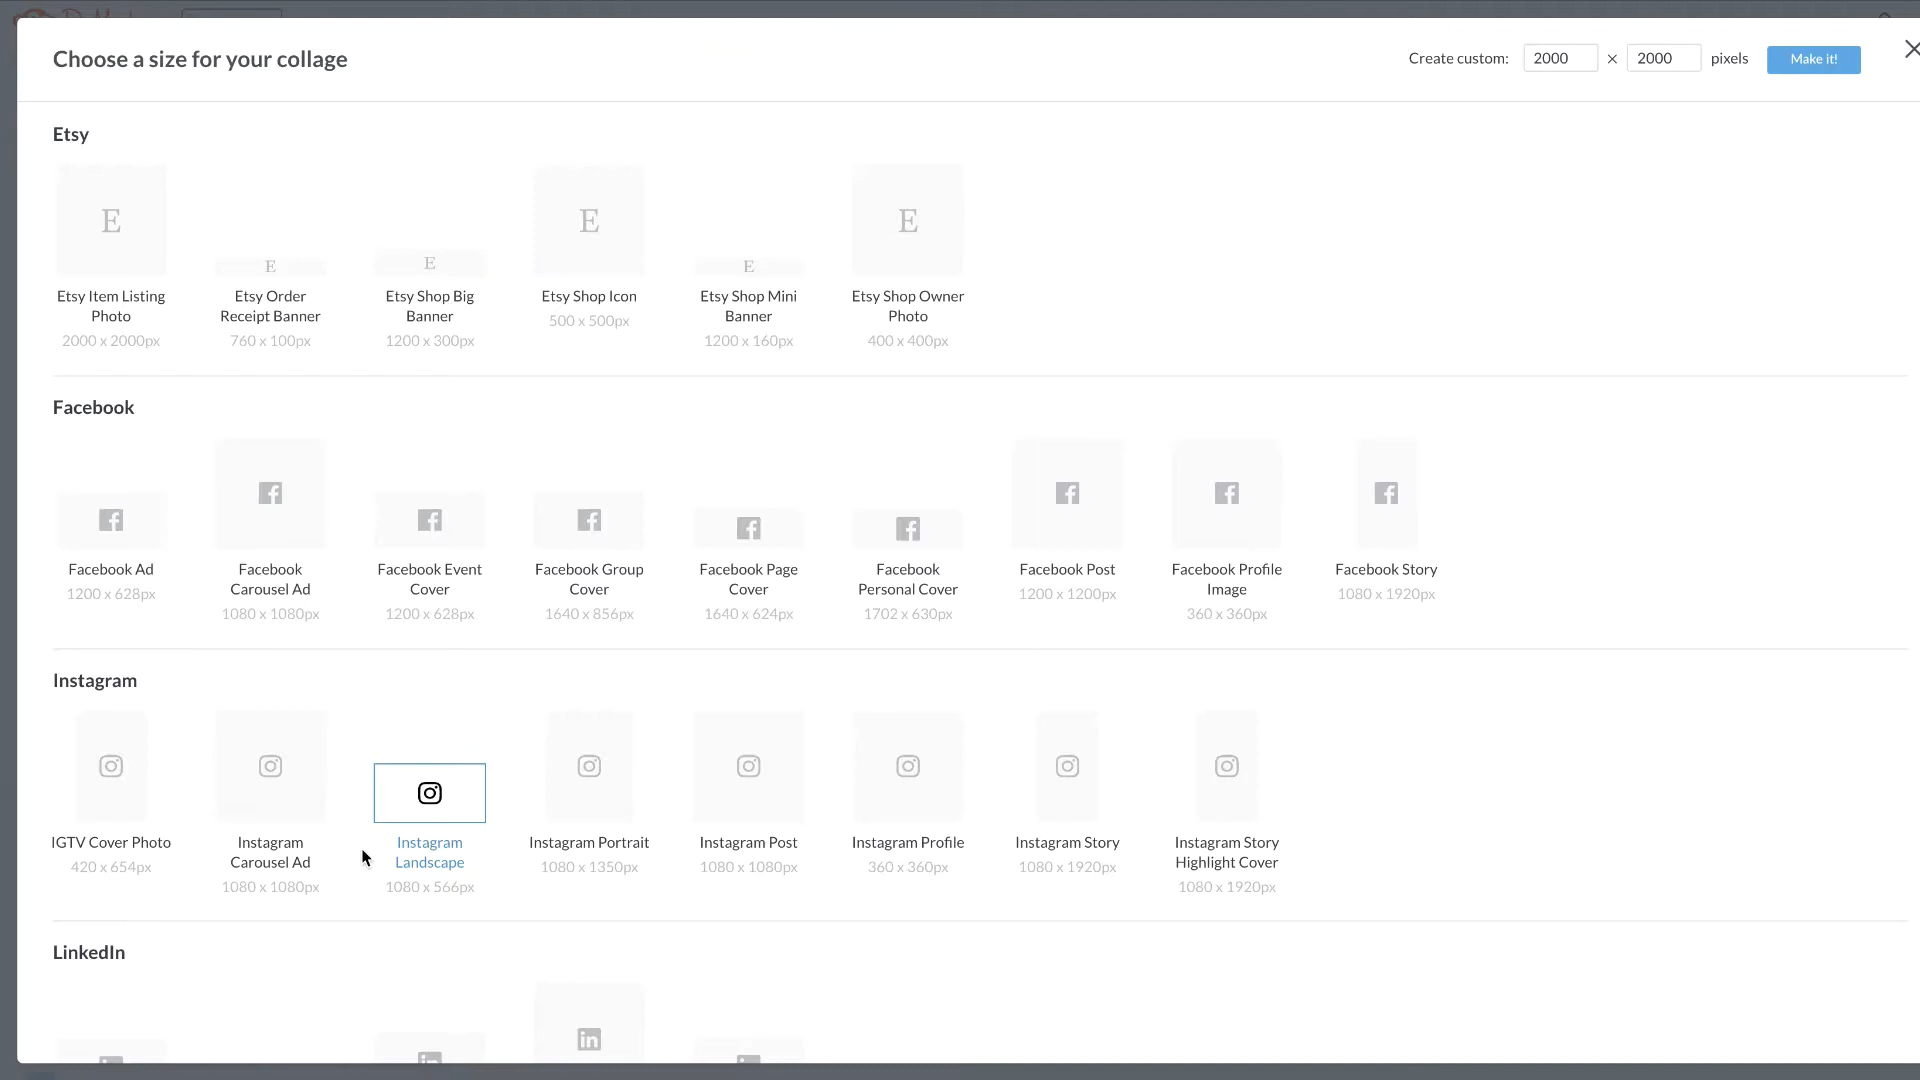 Choose a size for your collage
Create custom: 2000 × 2000 pixels Make it!
Etsy
E E E E E E
Etsy Item Listing Photo
2000 x 2000px
Etsy Order Receipt Banner
760 x 100px
Etsy Shop Big Banner
1200 x 300px
Etsy Shop Icon
500 x 500px
Etsy Shop Mini Banner
1200 x 160px
Etsy Shop Owner Photo
400 x 400px
Facebook
Facebook Ad
1200 x 628px
Facebook Carousel Ad
1080 x 1080px
Facebook Event Cover
1200 x 628px
Facebook Group Cover
1640 x 856px
Facebook Page Cover
1640 x 624px
Facebook Personal Cover
1702 x 630px
Facebook Post
1200 x 1200px
Facebook Profile Image
360 x 360px
Facebook Story
1080 x 1920px
Instagram
IGTV Cover Photo
420 x 654px
Instagram Carousel Ad
1080 x 1080px
Instagram Landscape
1080 x 566px
Instagram Portrait
1080 x 1350px
Instagram Post
1080 x 1080px
Instagram Profile
360 x 360px
Instagram Story
1080 x 1920px
Instagram Story Highlight Cover
1080 x 1920px
LinkedIn
in